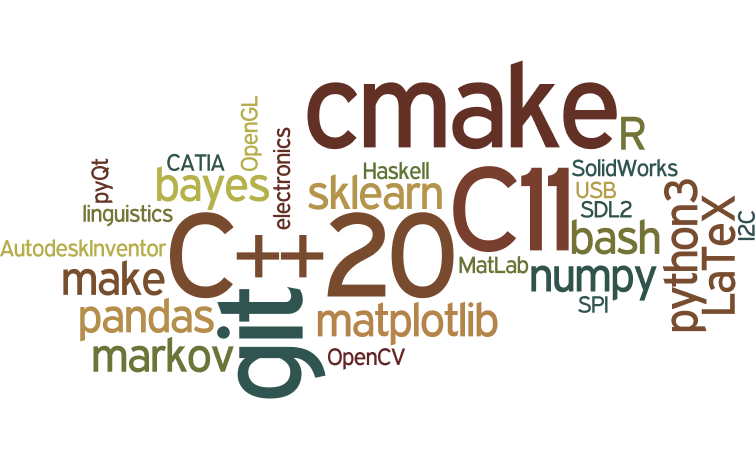 cmake
R
OpenGL
electronics
CATIA
pyQt
Haskell
SolidWorks
bayes
sklearn
C11
USB
python3
linguistics
SDL2
LaTeX
I2C
C++20
bash
AutodeskInventor
make
MatLab
numpy
git
pandas
matplotlib
SPI
markov
OpenCV